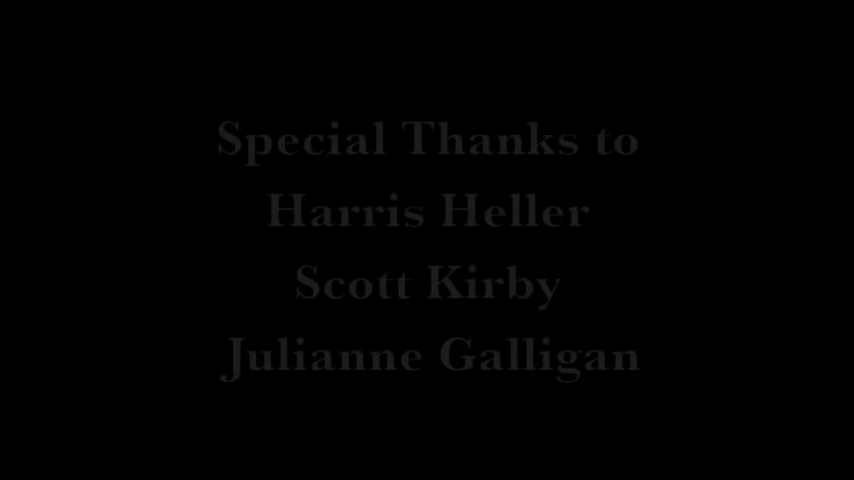 Special Thanks to
Harris Heller
Scott Kirby
Julianne Galligan